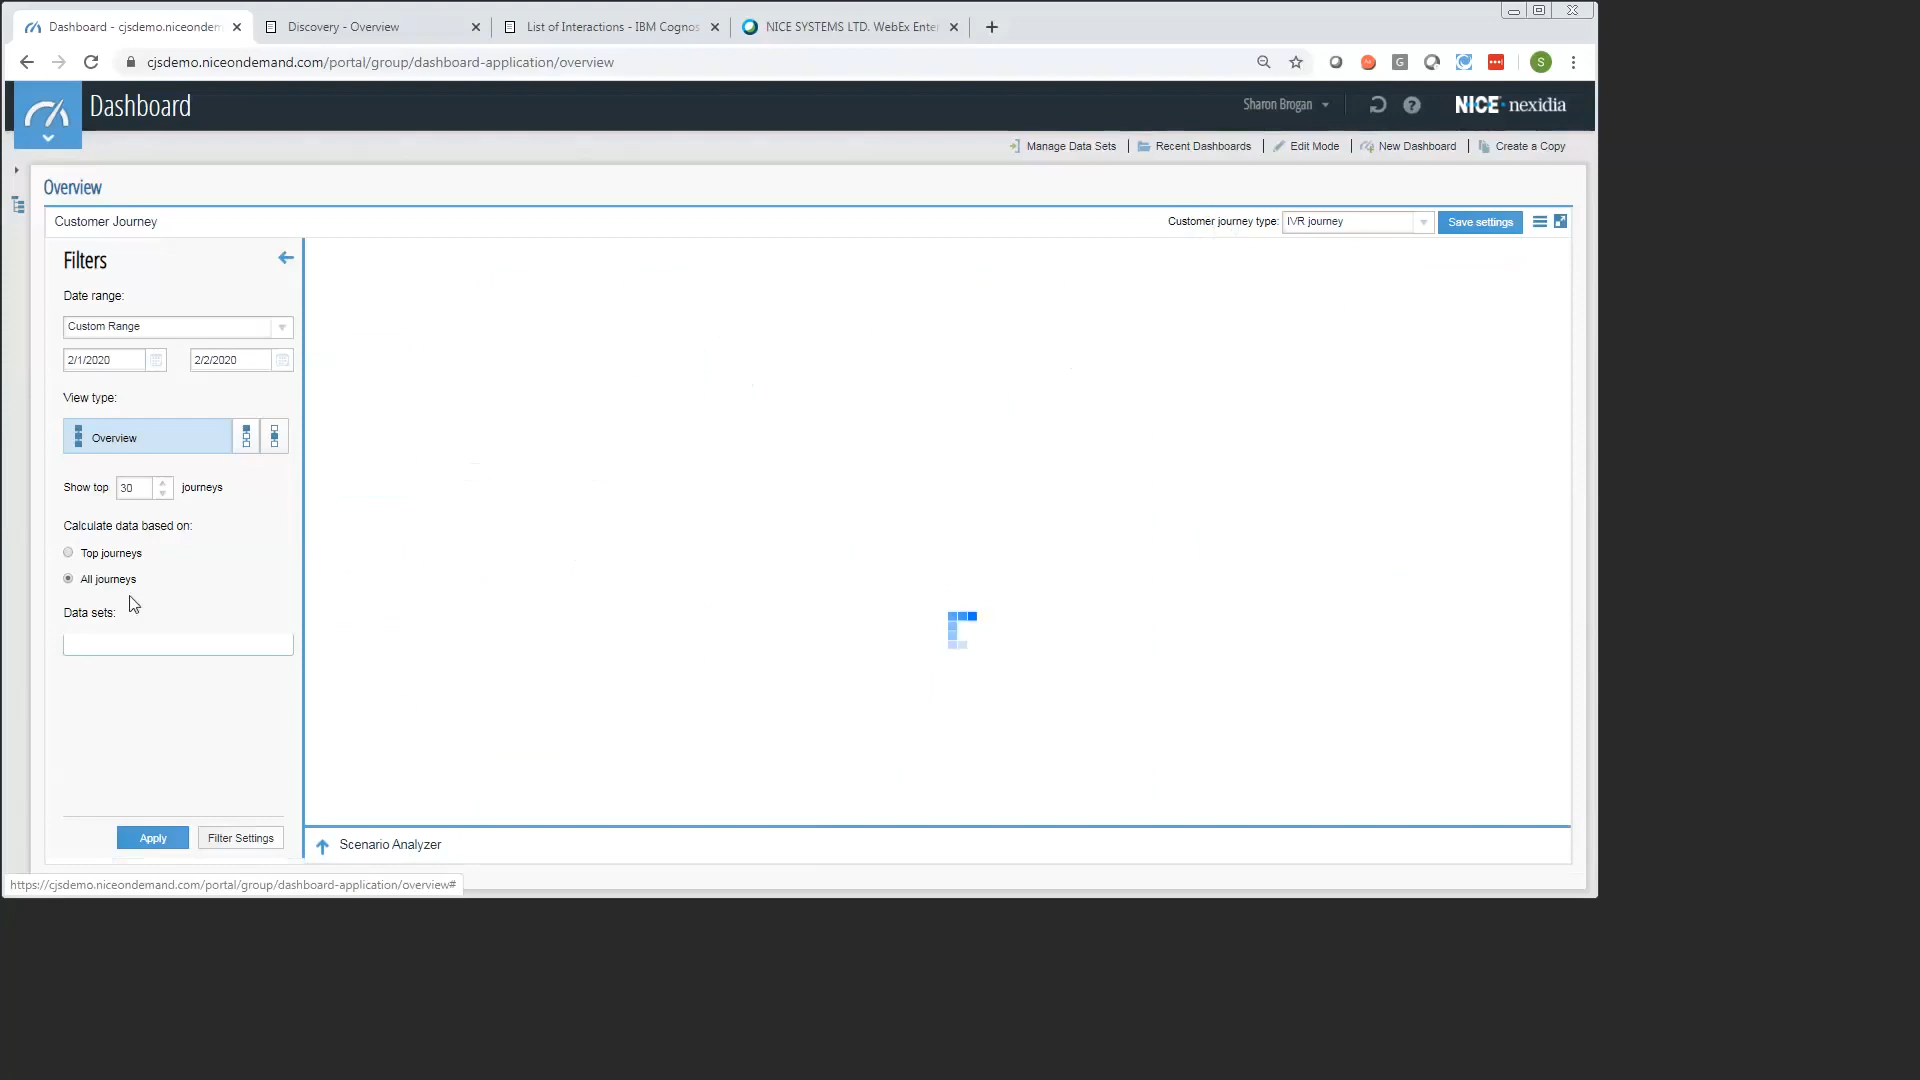 Dashboard - cjsdemo.niceondem
Discovery - Overview
List of Interactions - IBM Cognos
NICE SYSTEMS LTD. WebEx Ente
cjsdemo.niceondemand.com/portal/group/dashboard-application/overview
G
S
Dashboard
Sharon Brogan
?
NICE nexidia
Manage Data Sets
Recent Dashboards
Edit Mode
New Dashboard
Create a Copy
Overview
Customer Journey
Customer journey type:
IVR journey
Save settings
Filters
Date range:
Custom Range
2/1/2020
2/2/2020
View type:
Overview
Show top 30 journeys
Calculate data based on:
Top journeys
All journeys
Data sets:
Apply
Filter Settings
Scenario Analyzer
https://cjsdemo.niceondemand.com/portal/group/dashboard-application/overview#